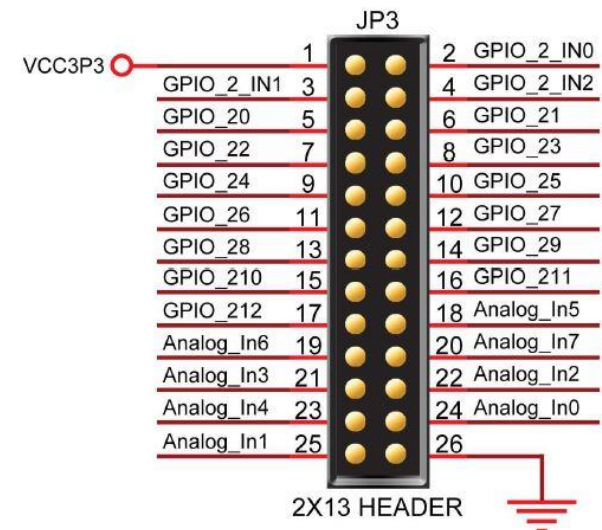 JP3
VCC3P3 1 2 GPIO_2_IN0
GPIO_2_IN1 3 4 GPIO_2_IN2
GPIO_20 5 6 GPIO_21
GPIO_22 7 8 GPIO_23
GPIO_24 9 10 GPIO_25
GPIO_26 11 12 GPIO_27
GPIO_28 13 14 GPIO_29
GPIO_210 15 16 GPIO_211
GPIO_212 17 18 Analog_In5
Analog_In6 19 20 Analog_In7
Analog_In3 21 22 Analog_In2
Analog_In4 23 24 Analog_In0
Analog_In1 25 26
2X13 HEADER